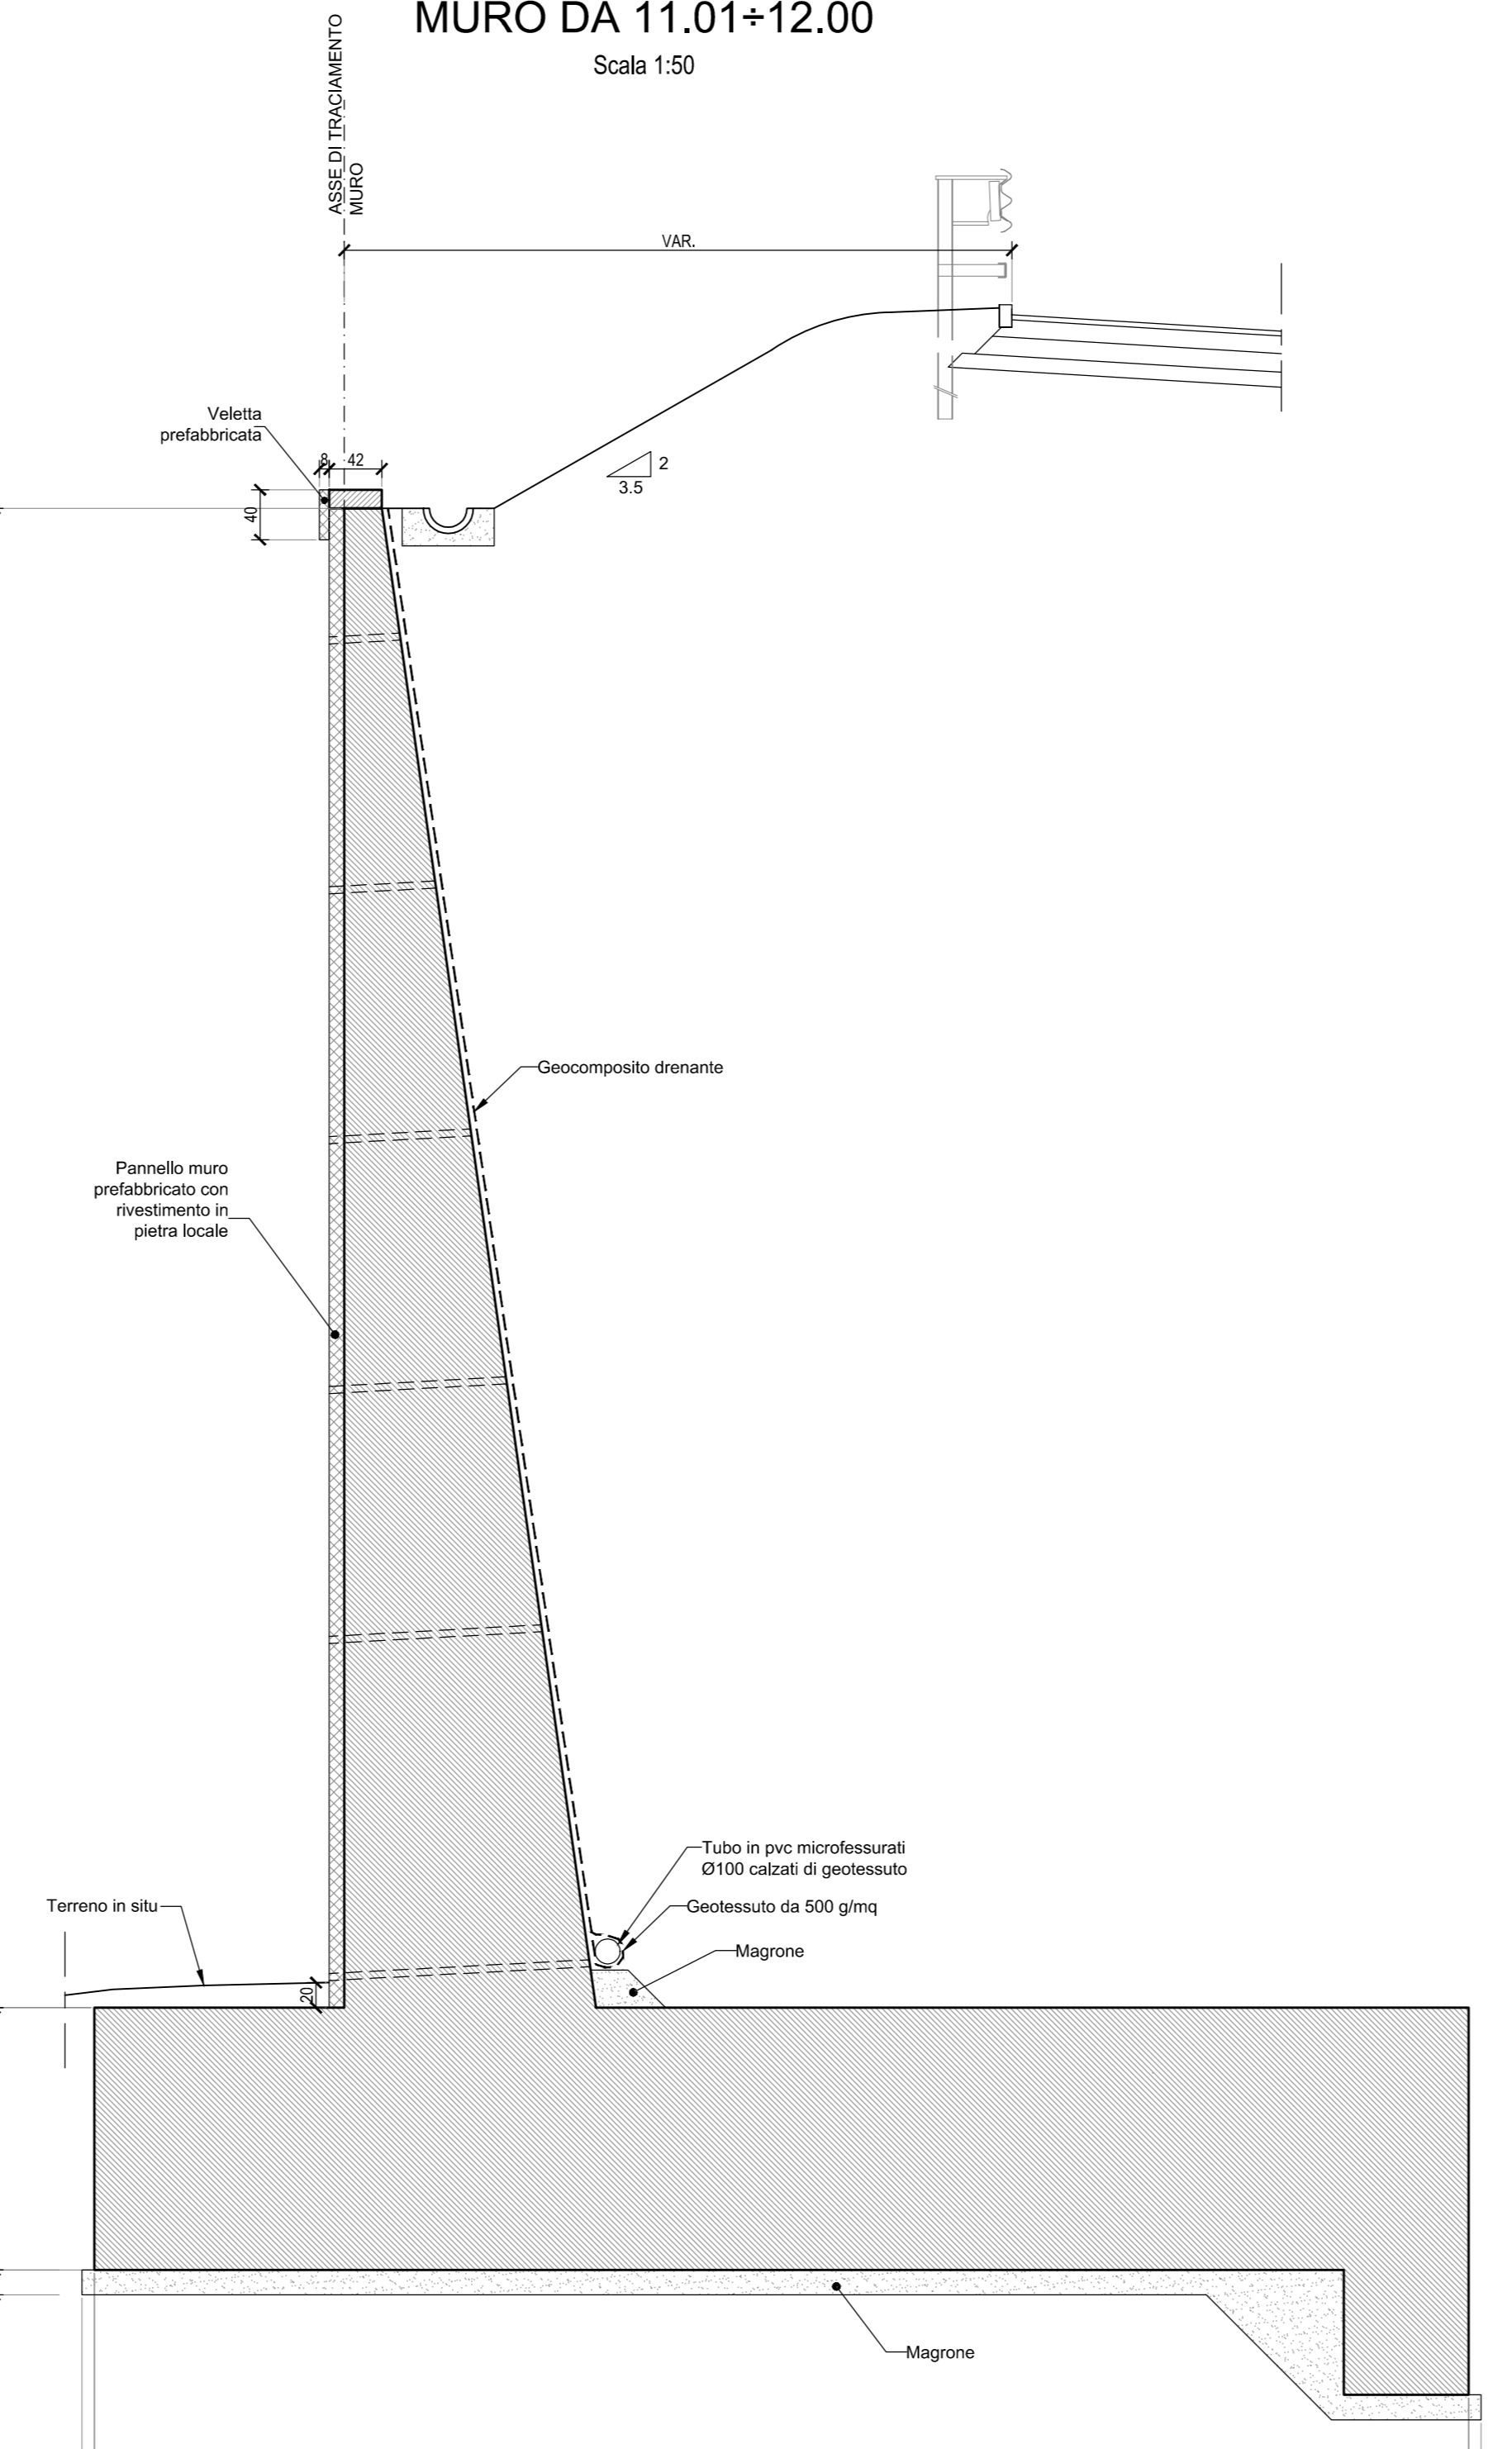 MURO DA 11.01÷12.00
Scala 1:50
ASSE DI TRACIAMENTO
MURO
VAR.
Veletta
prefabbricata
8
42
40
2
3.5
Geocomposito drenante
Pannello muro
prefabbricato con
rivestimento in
pietra locale
Tubo in pvc microfessurati
Ø100 calzati di geotessuto
Geotessuto da 500 g/mq
Terreno in situ
Magrone
20
Magrone